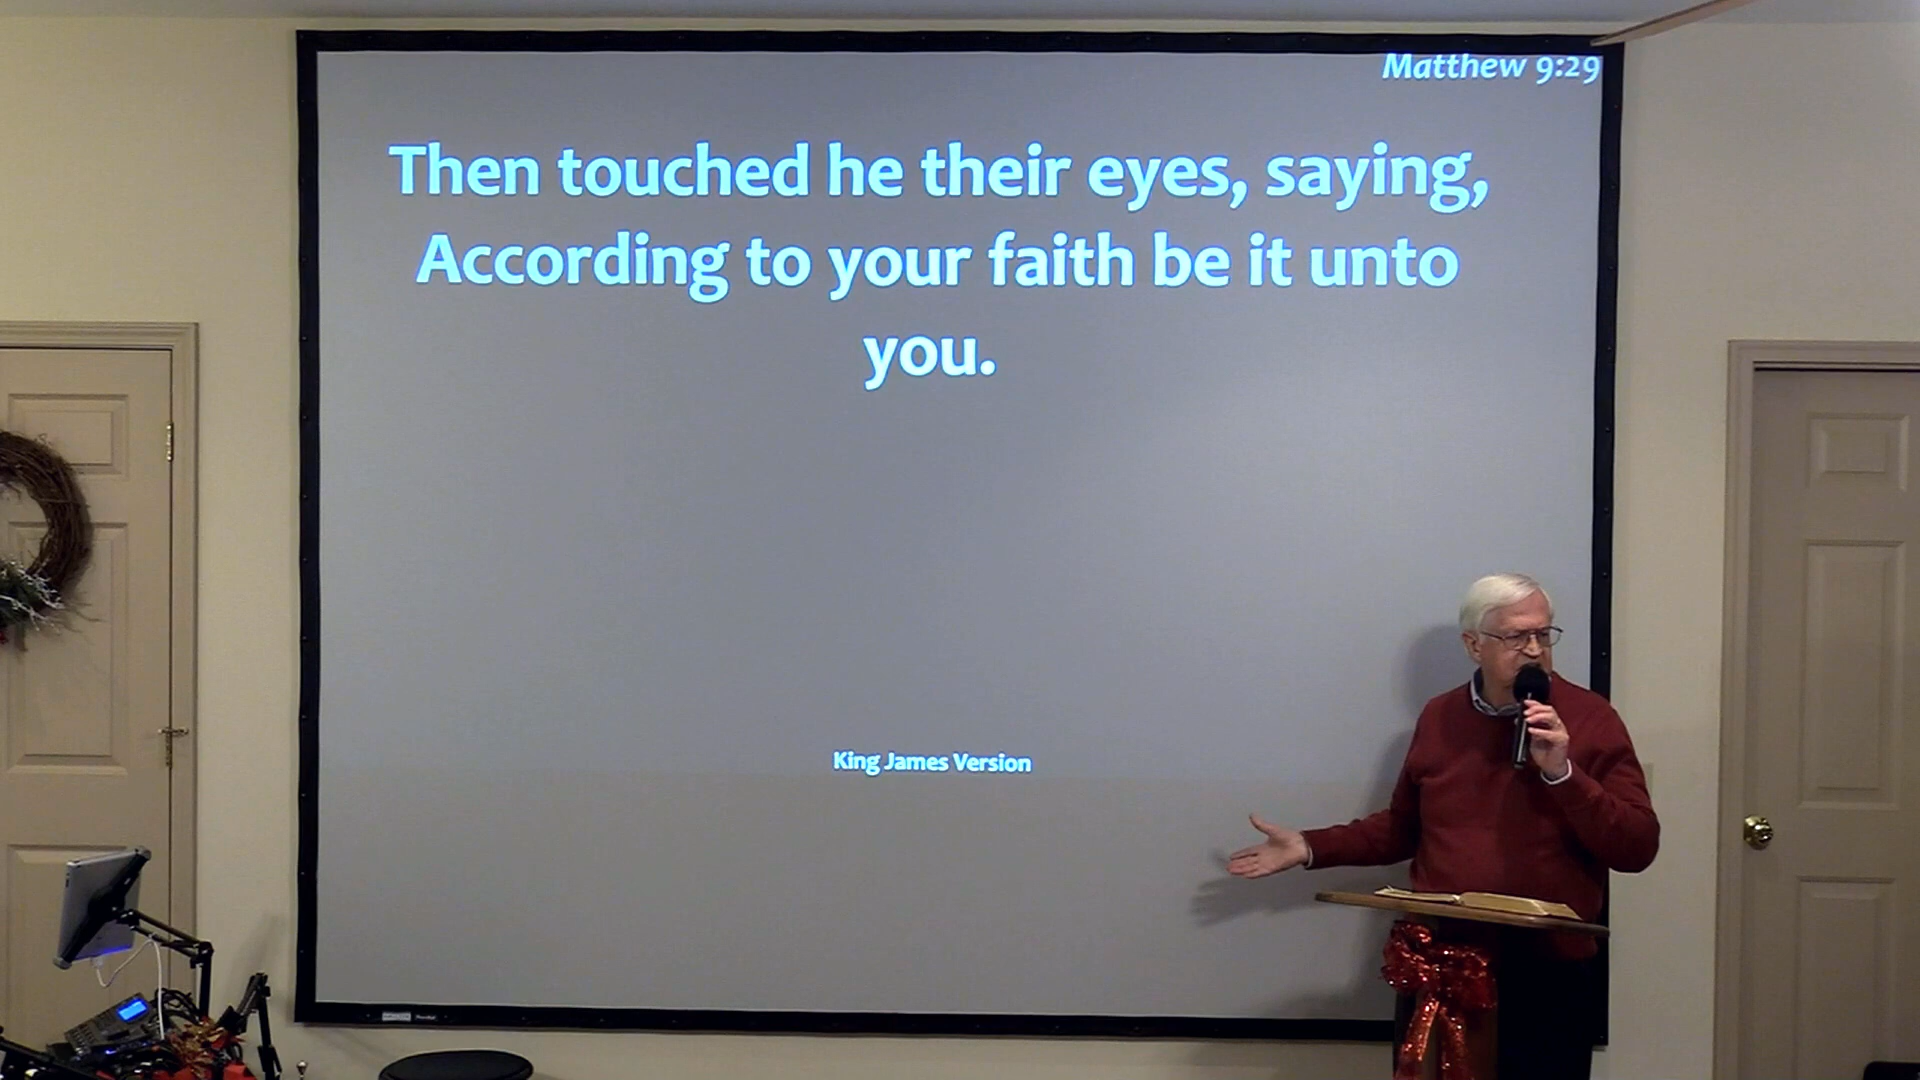 Matthew 9:29
Then touched he their eyes, saying,
According to your faith be it unto
you.
King James Version